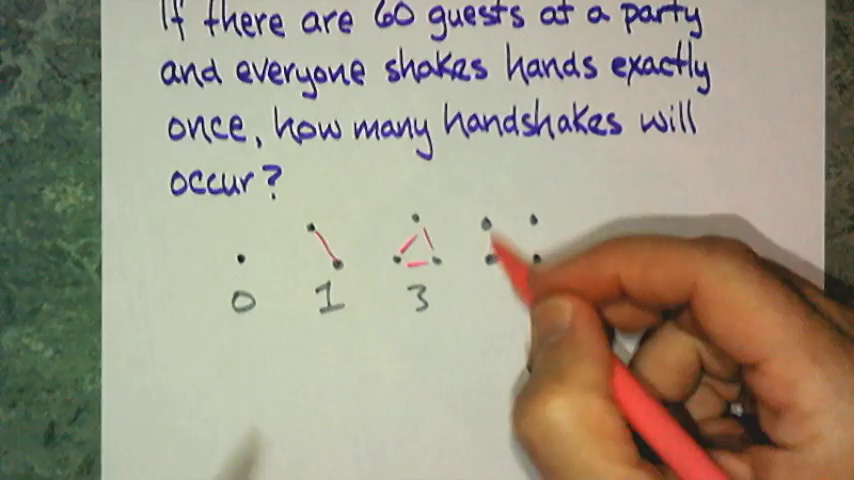 If there are 60 guests at a party
and everyone shakes hands exactly
once, how many handshakes will
occur?
0 1 3